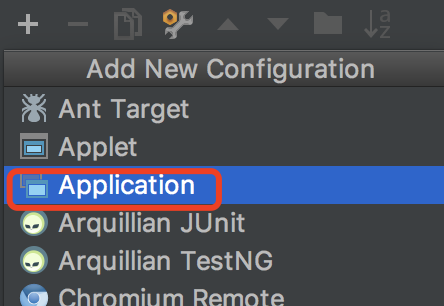 Add New Configuration
Ant Target
Applet
Application
Arquillian JUnit
Arquillian TestNG
Chromium Remote